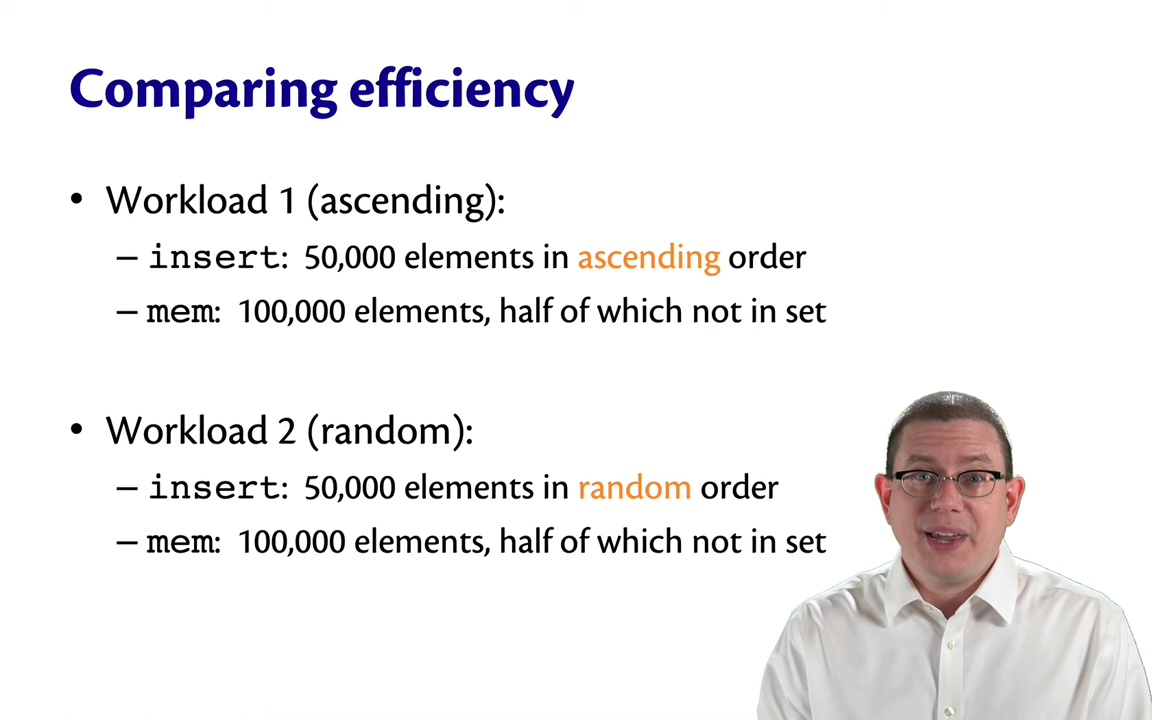 Comparing efficiency
• Workload 1 (ascending):
– insert: 50,000 elements in ascending order
– mem: 100,000 elements, half of which not in set
• Workload 2 (random):
– insert: 50,000 elements in random order
– mem: 100,000 elements, half of which not in set